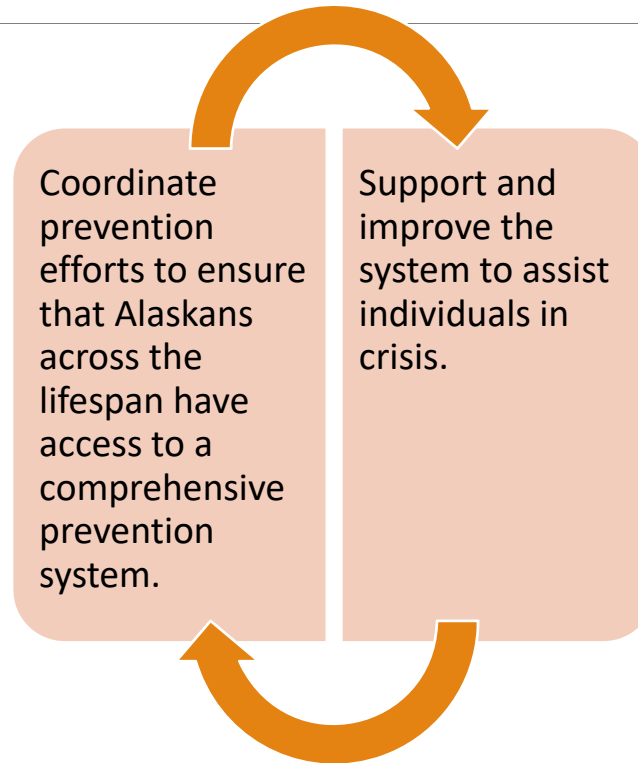 Coordinate
prevention
efforts to ensure
that Alaskans
across the
lifespan have
access to a
comprehensive
prevention
system.
Support and
improve the
system to assist
individuals in
crisis.